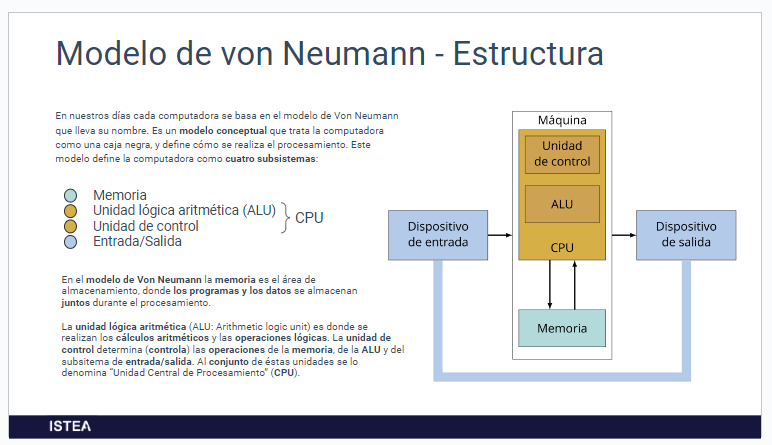 Modelo de von Neumann - Estructura
En nuestros días cada computadora se basa en el modelo de Von Neumann
que lleva su nombre. Es un modelo conceptual que trata la computadora
como una caja negra, y define cómo se realiza el procesamiento. Este
modelo define la computadora como cuatro subsistemas:
Memoria
Unidad lógica aritmética (ALU)
Unidad de control
CPU
Entrada/Salida
En el modelo de Von Neumann la memoria es el área de
almacenamiento, donde los programas y los datos se almacenan
juntos durante el procesamiento.
La unidad lógica aritmética (ALU: Arithmetic logic unit) es donde se
realizan los cálculos aritméticos y las operaciones lógicas. La unidad de
control determina (controla) las operaciones de la memoria, de la ALU y del
subsitema de entrada/salida. Al conjunto de éstas unidades se lo
denomina "Unidad Central de Procesamiento" (CPU).
Máquina
Unidad
de control
ALU
CPU
Dispositivo
de entrada
Dispositivo
de salida
Memoria
ISTEA